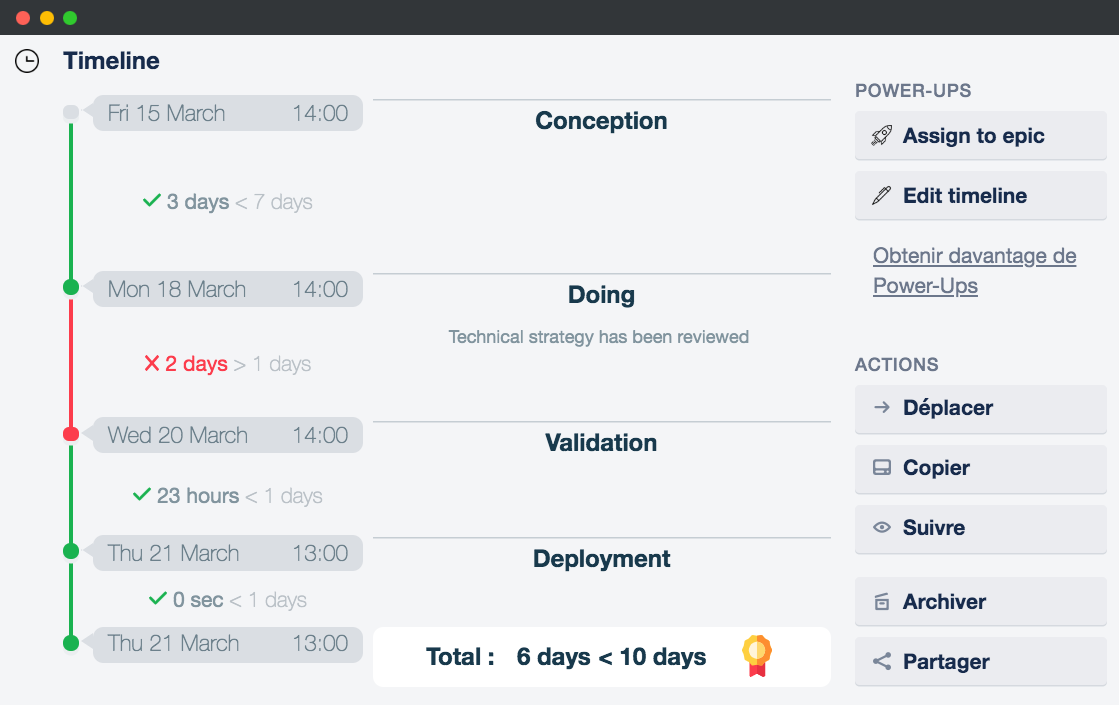 Timeline
Fri 15 March 14:00
Conception
3 days < 7 days
Mon 18 March 14:00
Doing
Technical strategy has been reviewed
2 days > 1 days
Wed 20 March 14:00
Validation
23 hours < 1 days
Thu 21 March 13:00
Deployment
0 sec < 1 days
Thu 21 March 13:00
Total : 6 days < 10 days
POWER-UPS
Assign to epic
Edit timeline
Obtenir davantage de
Power-Ups
ACTIONS
Déplacer
Copier
Suivre
Archiver
Partager